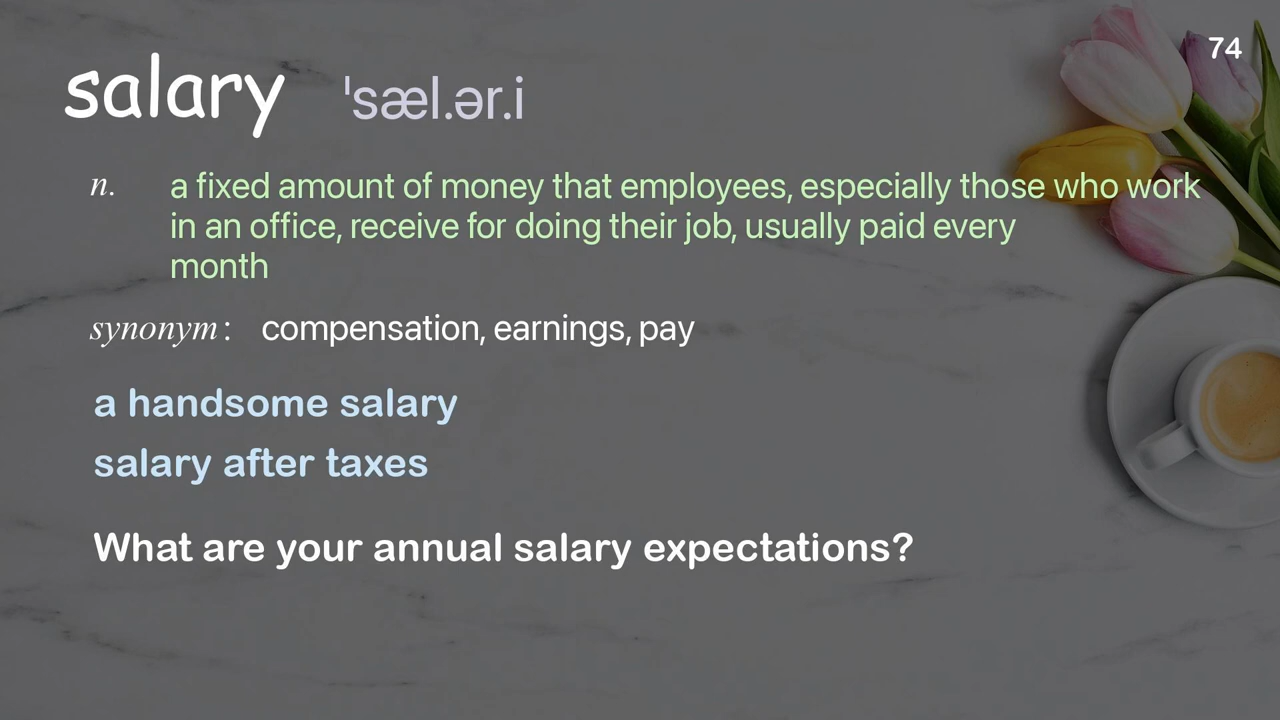 74
salary ˈsæl.ər.i
n. a fixed amount of money that employees, especially those who work
in an office, receive for doing their job, usually paid every
month
synonym: compensation, earnings, pay
a handsome salary
salary after taxes
What are your annual salary expectations?